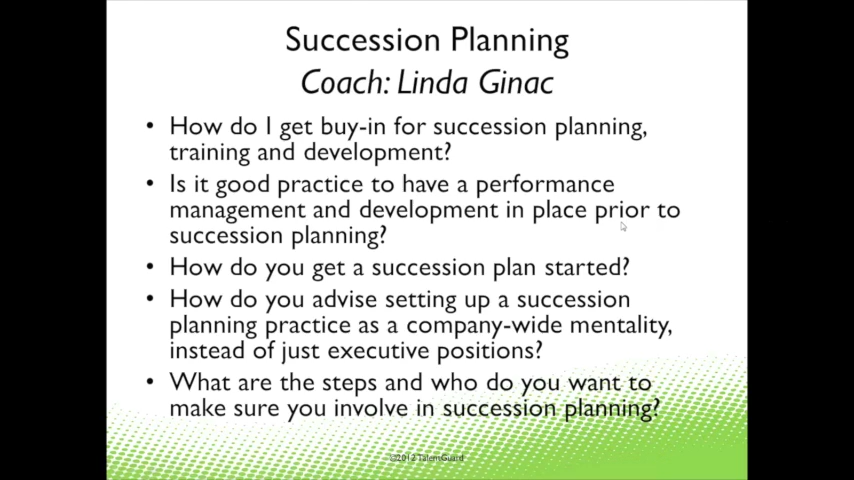 Succession Planning
Coach: Linda Ginac
• How do I get buy-in for succession planning,
training and development?
• Is it good practice to have a performance
management and development in place prior to
succession planning?
• How do you get a succession plan started?
• How do you advise setting up a succession
planning practice as a company-wide mentality,
instead of just executive positions?
• What are the steps and who do you want to
make sure you involve in succession planning?
©2012 TalentGuard